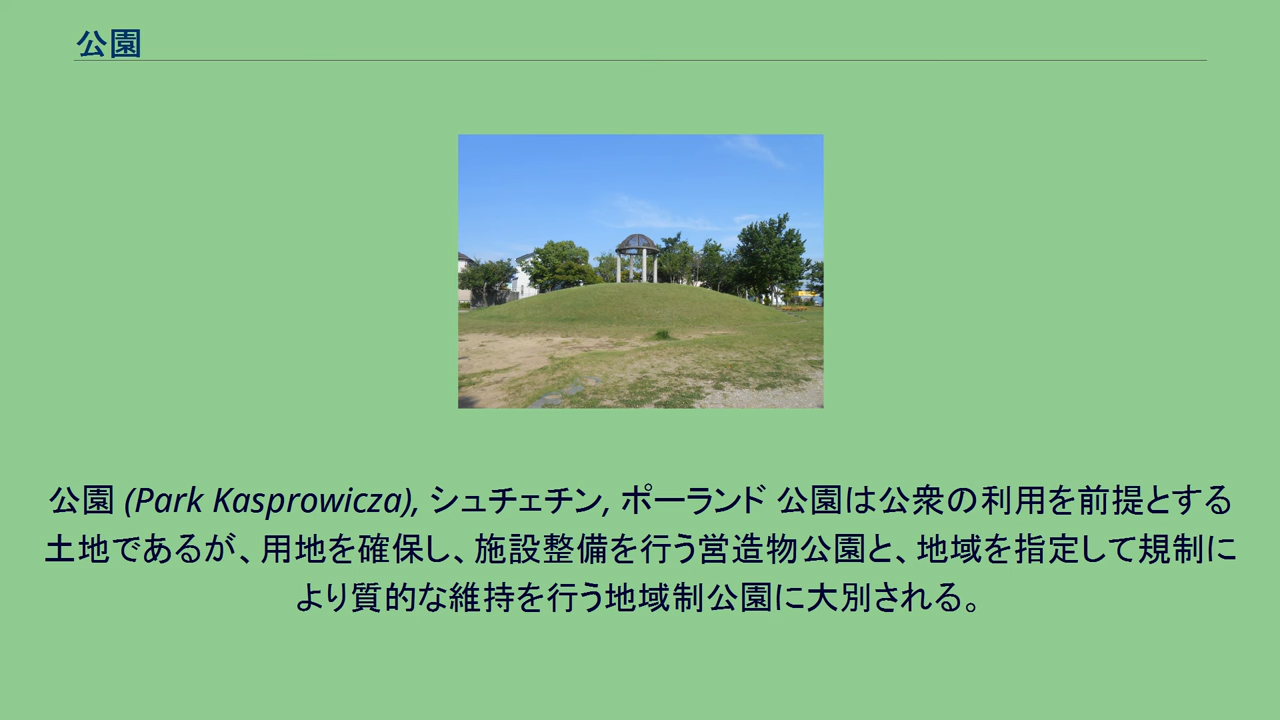 公園
公園 (Park Kasprowicza), シュチェチン, ポーランド 公園は公衆の利用を前提とする
土地であるが、用地を確保し、施設整備を行う営造物公園と、地域を指定して規制に
より質的な維持を行う地域制公園に大別される。